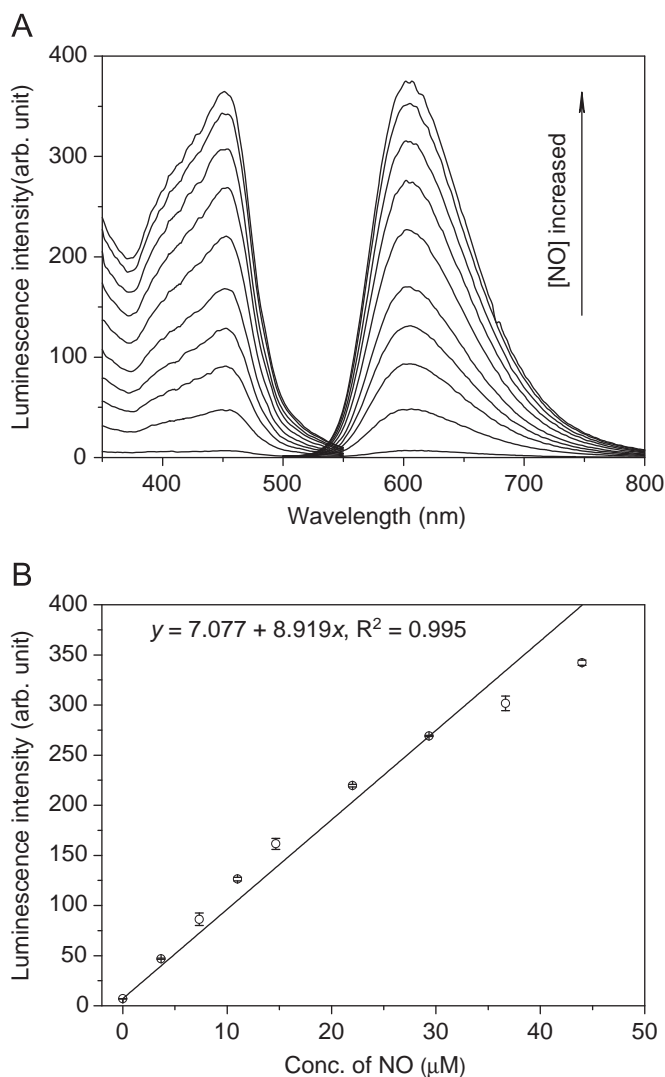 A
400
300
200
100
0
Luminescence intensity(arb. unit)
[NO] increased
400 500 600 700 800
Wavelength (nm)
B
y = 7.077 + 8.919x, R² = 0.995
400
350
300
250
200
150
100
50
0
Luminescence intensity (arb. unit)
0 10 20 30 40 50
Conc. of NO (μM)